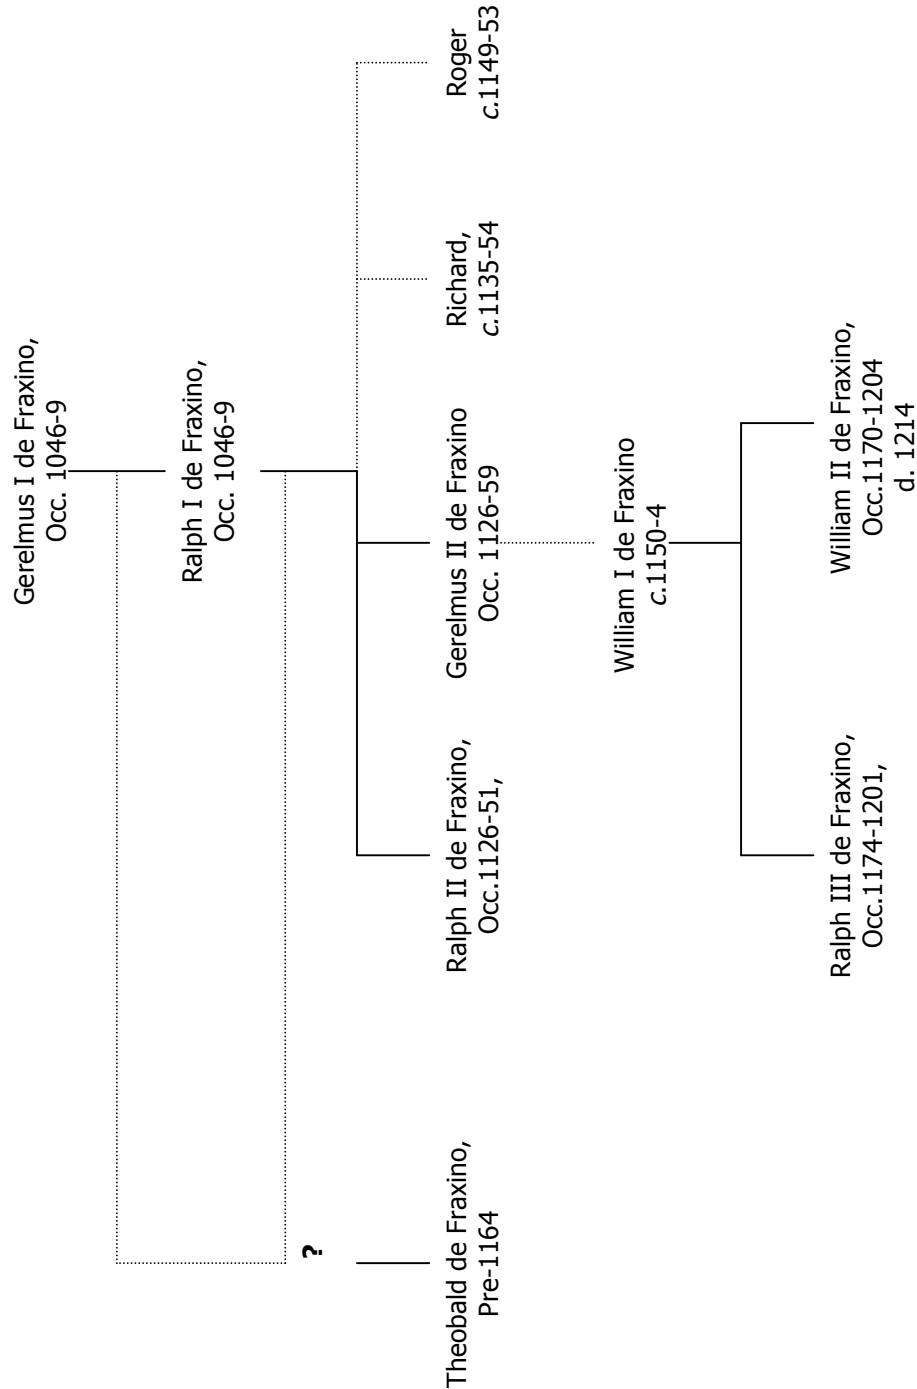 Gerelmus I de Fraxino,
Occ. 1046-9
Ralph I de Fraxino,
Occ. 1046-9
?
Theobald de Fraxino,
Pre-1164
Ralph II de Fraxino,
Occ.1126-51,
Gerelmus II de Fraxino
Occ. 1126-59
Richard,
c.1135-54
Roger
c.1149-53
William I de Fraxino
c.1150-4
Ralph III de Fraxino,
Occ.1174-1201,
William II de Fraxino,
Occ.1170-1204
d. 1214